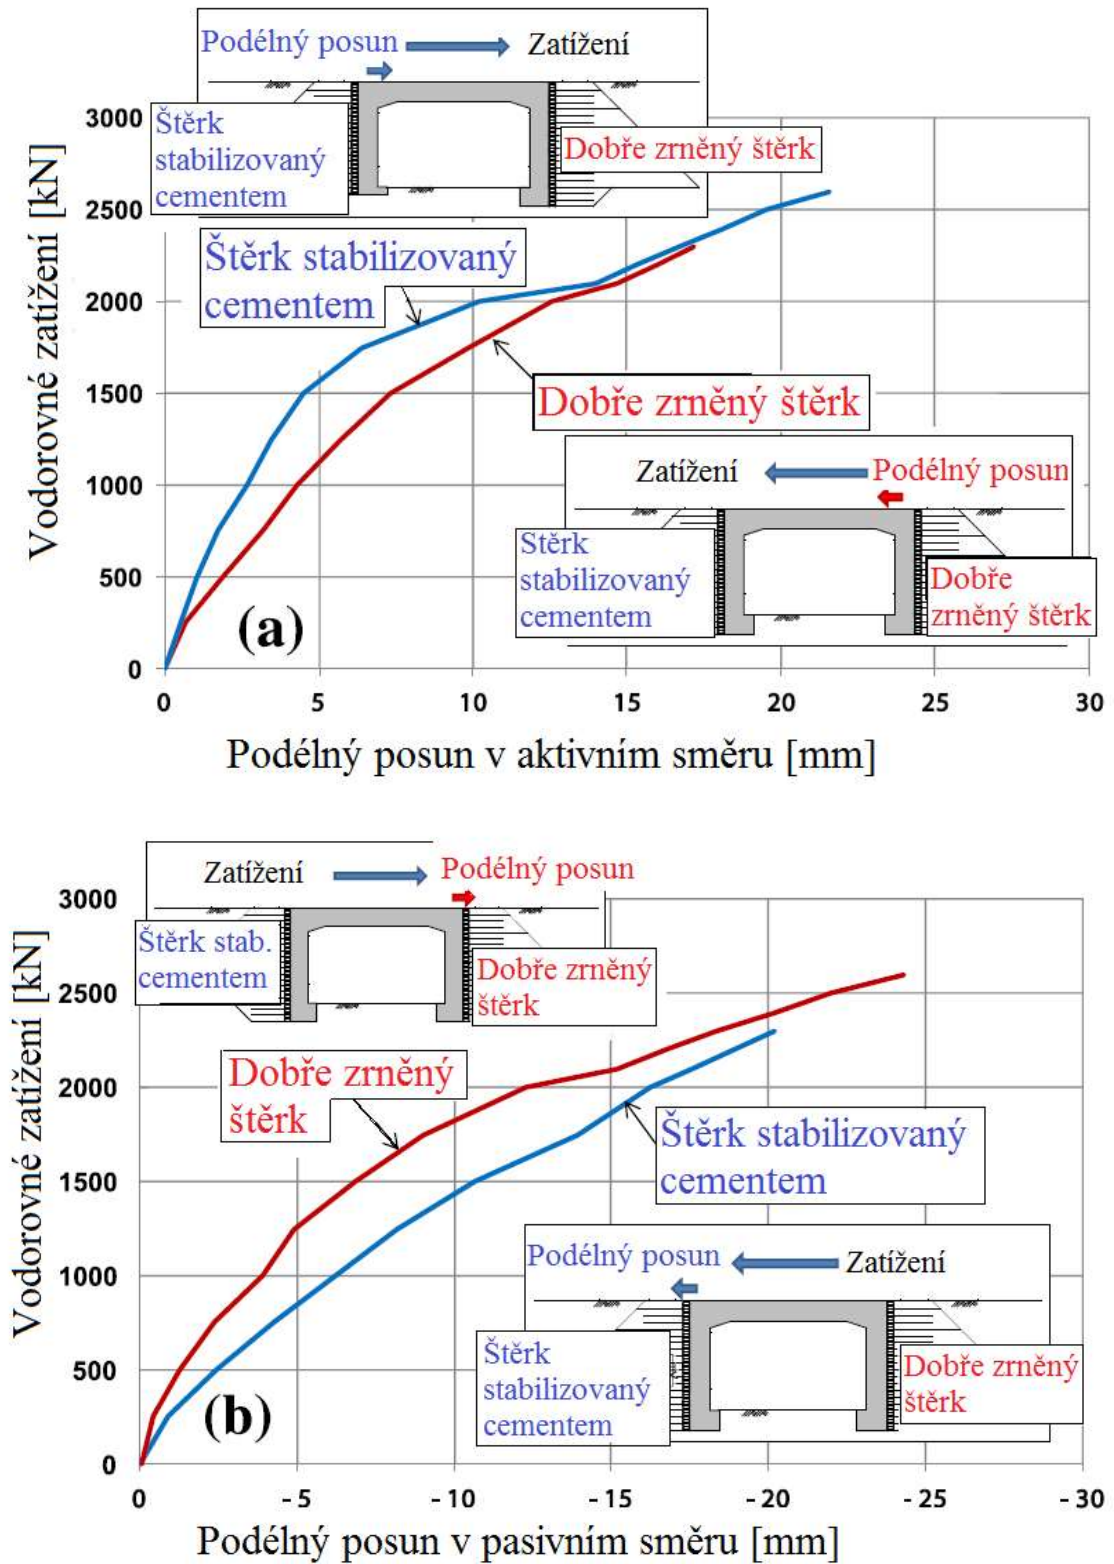 Podélný posun
Zatížení
Štěrk
stabilizovaný
cementem
Dobře zrněný štěrk
Štěrk stabilizovaný
cementem
Dobře zrněný štěrk
Zatížení
Podélný posun
Stěrk
stabilizovaný
cementem
Dobře
zrněný štěrk
(a)
Vodorovné zatížení [kN]
3000
2500
2000
1500
1000
500
0
0
5
10
15
20
25
30
Podélný posun v aktivním směru [mm]
Zatížení
Podélný posun
Štěrk stab.
cementem
Dobře zrněný
štěrk
Dobře zrněný
štěrk
Štěrk stabilizovaný
cementem
Podélný posun
Zatížení
Štěrk
stabilizovaný
cementem
Dobře zrněný
štěrk
(b)
Vodorovné zatížení [kN]
3000
2500
2000
1500
1000
500
0
0
- 5
- 10
- 15
- 20
- 25
- 30
Podélný posun v pasivním směru [mm]